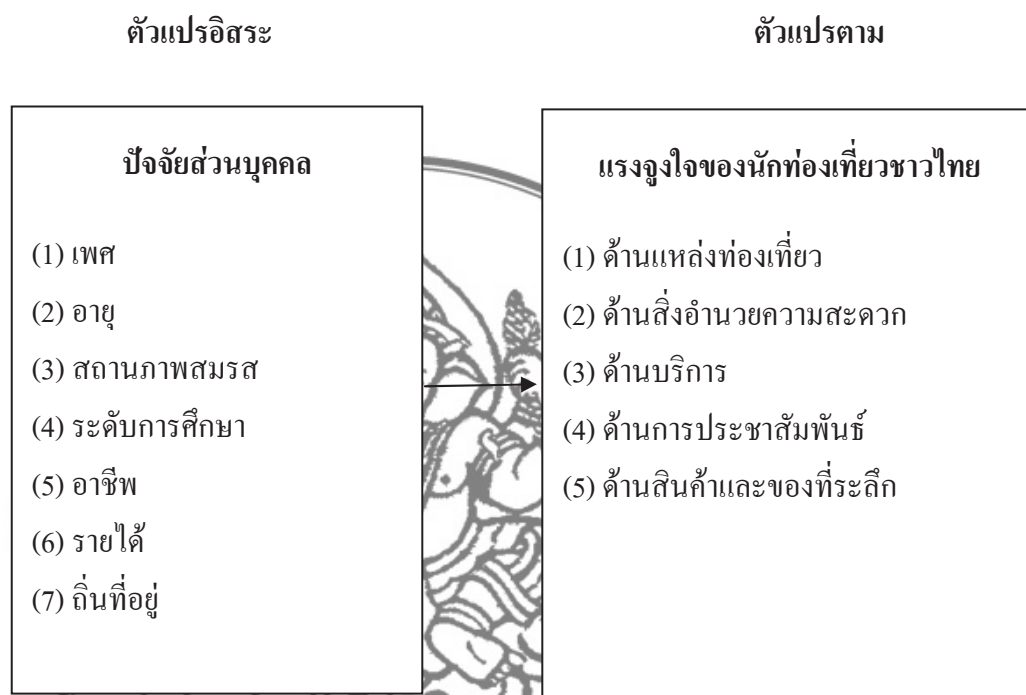 ตัวแปรอิสระ
ตัวแปรตาม
ปัจจัยส่วนบุคคล
(1) เพศ
(2) อายุ
(3) สถานภาพสมรส
(4) ระดับการศึกษา
(5) อาชีพ
(6) รายได้
(7) ถิ่นที่อยู่
แรงจูงใจของนักท่องเที่ยวชาวไทย
(1) ด้านแหล่งท่องเที่ยว
(2) ด้านสิ่งอำนวยความสะดวก
(3) ด้านบริการ
(4) ด้านการประชาสัมพันธ์
(5) ด้านสินค้าและของที่ระลึก